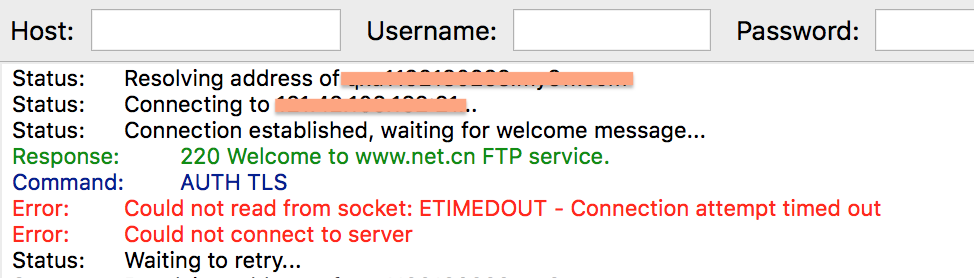 Host: Username: Password:
Status: Resolving address of
Status: Connecting to ..
Status: Connection established, waiting for welcome message...
Response: 220 Welcome to www.net.cn FTP service.
Command: AUTH TLS
Error: Could not read from socket: ETIMEDOUT - Connection attempt timed out
Error: Could not connect to server
Status: Waiting to retry...